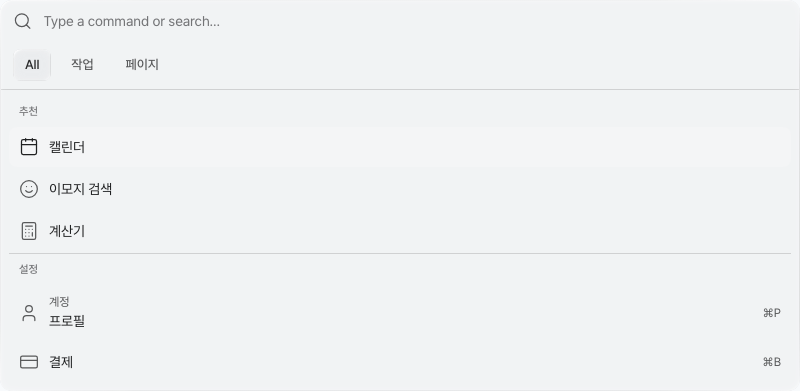 Type a command or search...
All 작업 페이지
추천
캘린더
이모지 검색
계산기
설정
계정
프로필 ⌘P
결제 ⌘B